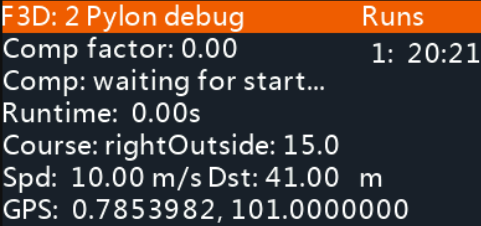 F3D: 2 Pylon debug Runs
Comp factor: 0.00 1: 20:21
Comp: waiting for start...
Runtime: 0.00s
Course: rightOutside: 15.0
Spd: 10.00 m/s Dst: 41.00 m
GPS: 0.7853982, 101.0000000